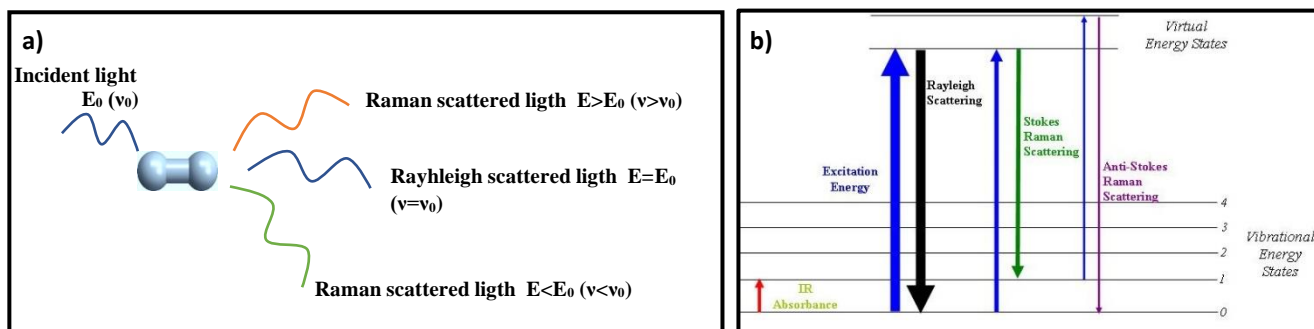 a)
Incident light
E₀ (ν₀)
Raman scattered ligth E>E₀ (ν>ν₀)
Rayhleigh scattered ligth E=E₀
(ν=ν₀)
Raman scattered ligth E<E₀ (ν<ν₀)
b)
Virtual
Energy States
Rayleigh
Scattering
Stokes
Raman
Scattering
Excitation
Energy
Anti-Stokes
Raman
Scattering
4
3
2
1
0
Vibrational
Energy
States
IR
Absorbance